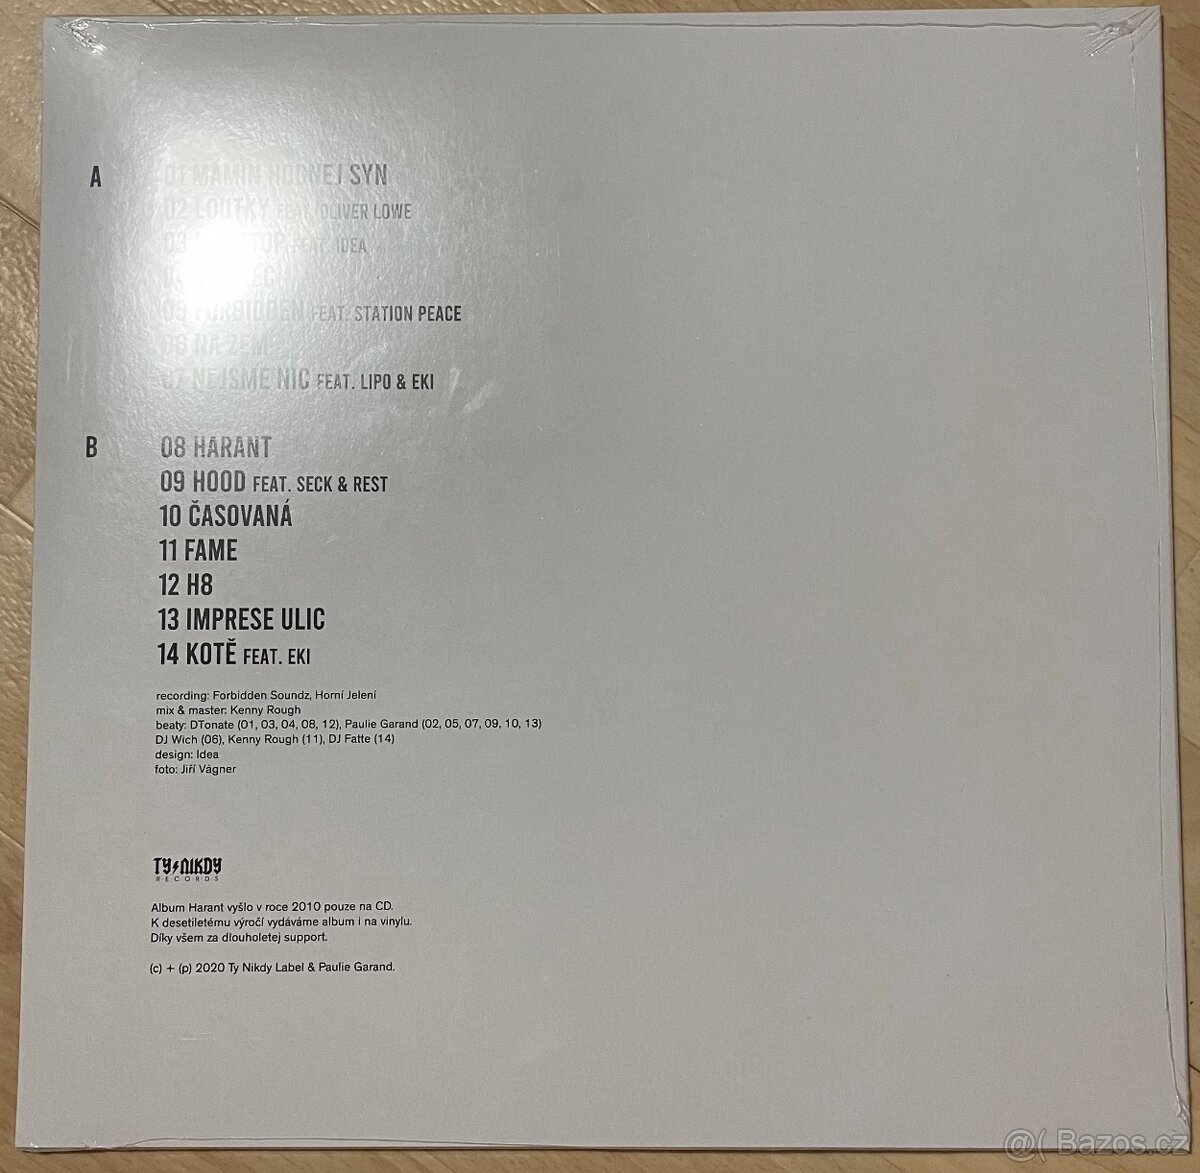 A
01 MÁMIN HODNEJ SYN
02 LOUTKY FEAT. OLIVER LOWE
03 FEAT. IDEA
05 FORBIDDEN FEAT. STATION PEACE
06 NA ZEM
07 NEJSME NIC FEAT. LIPO & EKI
B
08 HARANT
09 HOOD FEAT. SECK & REST
10 ČASOVANÁ
11 FAME
12 H8
13 IMPRESE ULIC
14 KOTĚ FEAT. EKI
recording: Forbidden Soundz, Horní Jelení
mix & master: Kenny Rough
beaty: DTonate (01, 03, 04, 08, 12), Paulie Garand (02, 05, 07, 09, 10, 13)
DJ Wich (06), Kenny Rough (11), DJ Fatte (14)
design: Idea
foto: Jiří Vágner
TY NIKDY
RECORDS
Album Harant vyšlo v roce 2010 pouze na CD.
K desetiletému výročí vydáváme album i na vinylu.
Díky všem za dlouholetej support.
(c) + (p) 2020 Ty Nikdy Label & Paulie Garand.
@( Bazos.cz